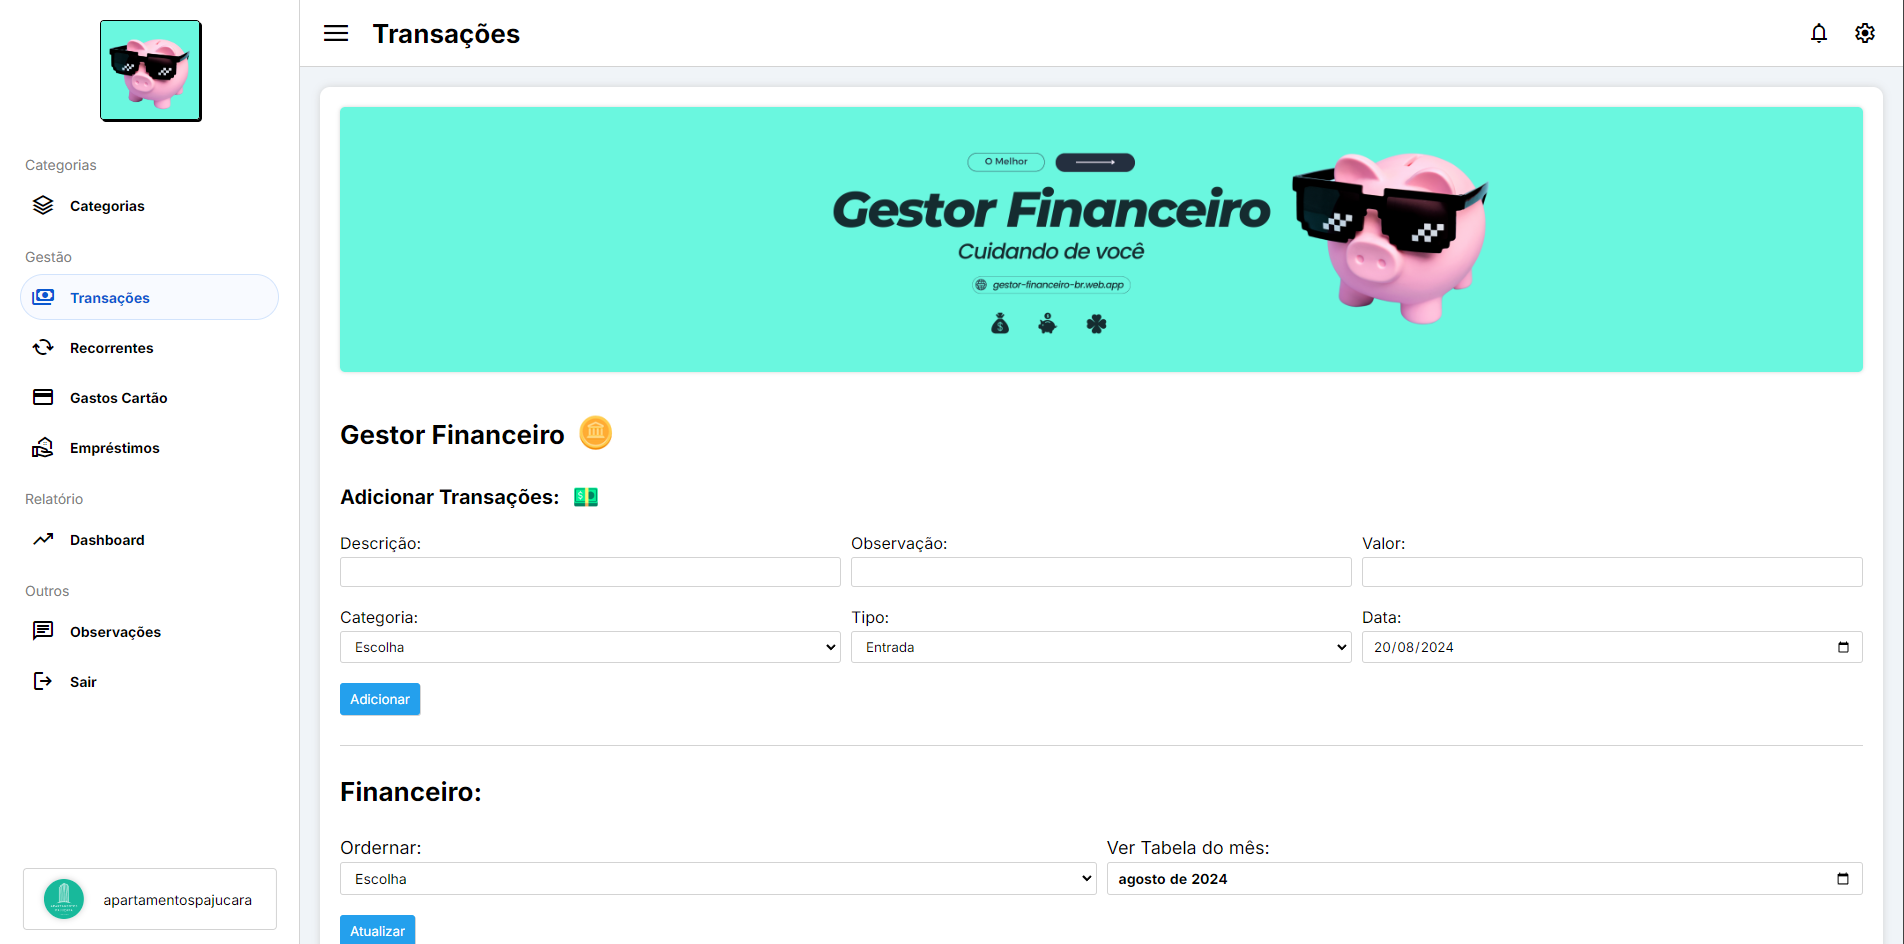 Transações
Categorias
Categorias
Gestão
Transações
Recorrentes
Gastos Cartão
Empréstimos
Relatório
Dashboard
Outros
Observações
Sair
apartamentospajucara
O Melhor
Gestor Financeiro
Cuidando de você
gestor-financeiro-br.web.app
Gestor Financeiro
Adicionar Transações:
Descrição: Observação: Valor:
Categoria: Tipo: Data:
Escolha Entrada 20/08/2024
Adicionar
Financeiro:
Ordernar: Ver Tabela do mês:
Escolha agosto de 2024
Atualizar